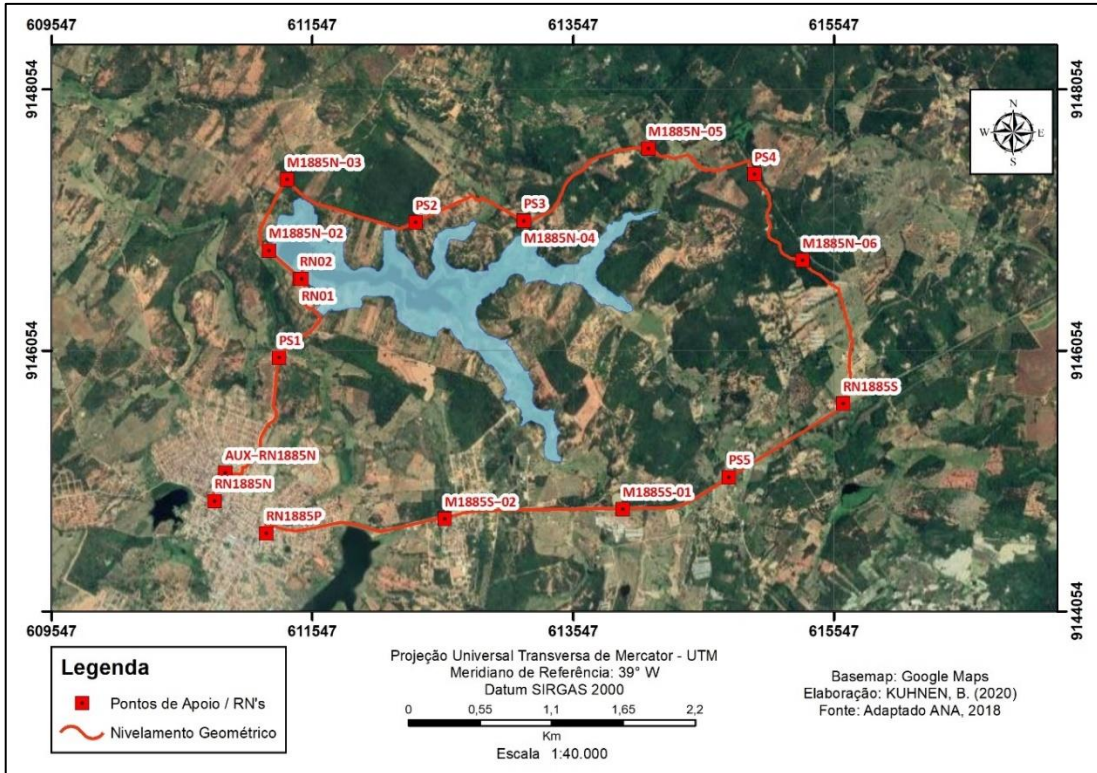 609547
611547
613547
615547
9148054
9148054
N
W
E
S
M1885N-05
PS4
M1885N-03
PS2
PS3
M1885N-02
M1885N-04
M1885N-06
RN02
RN01
9146054
9146054
PS1
RN1885S
AUX-RN1885N
RN1885N
PS5
M1885S-01
M1885S-02
RN1885P
9144054
609547
611547
613547
615547
Legenda
Pontos de Apoio / RN's
Nivelamento Geométrico
Projeção Universal Transversa de Mercator - UTM
Meridiano de Referência: 39° W
Datum SIRGAS 2000
0 0,55 1,1 1,65 2,2
Km
Escala 1:40.000
Basemap: Google Maps
Elaboração: KUHNEN, B. (2020)
Fonte: Adaptado ANA, 2018